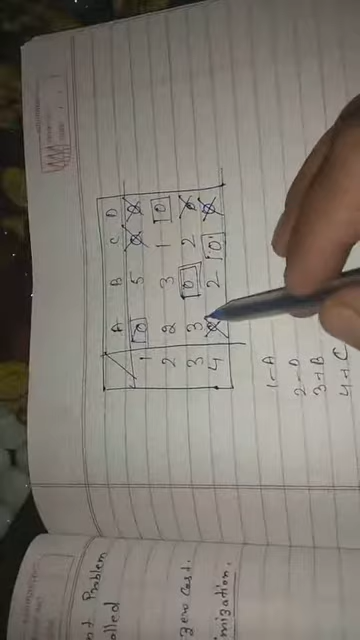 A B C D
1 0 5 0 0
2 2 3 1 0
3 3 0 2 0
4 0 2 0 0
1-A
2-D
3+B
4+C
nt Problem
alled
zero cost.
imization.